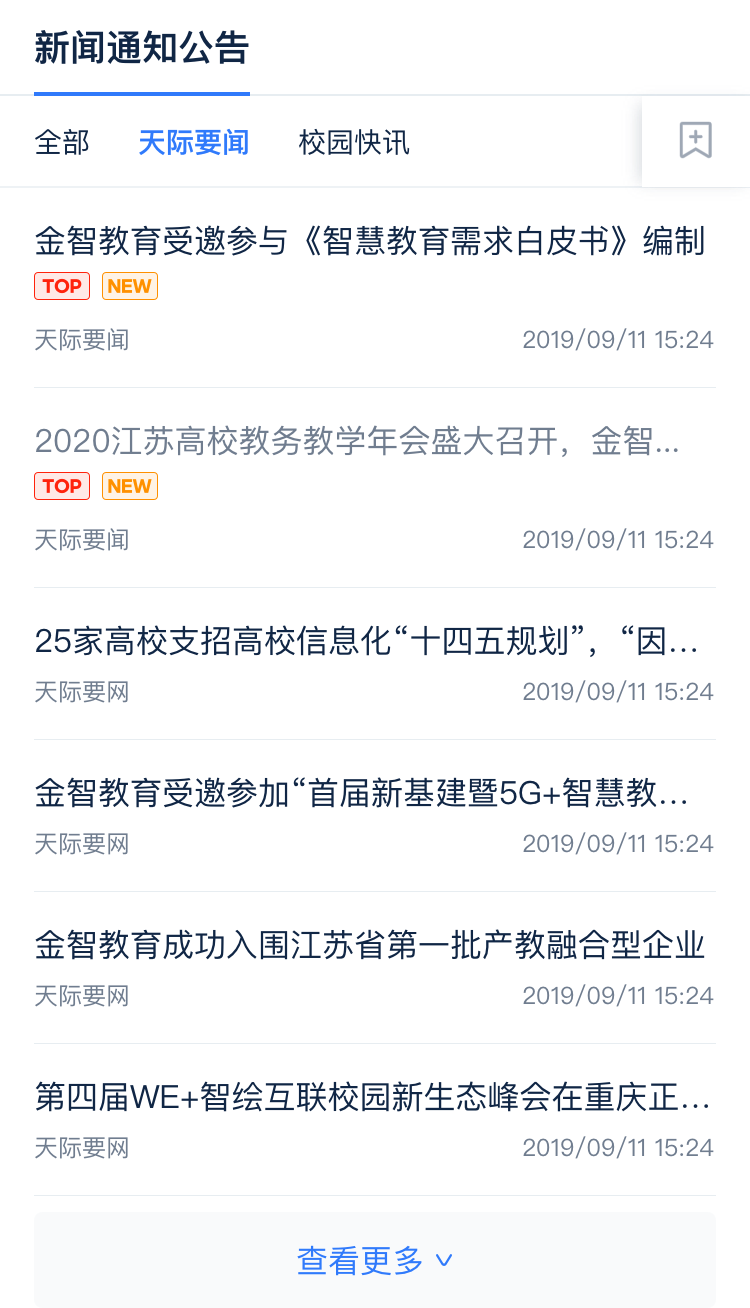 新闻通知公告
全部 天际要闻 校园快讯
金智教育受邀参与《智慧教育需求白皮书》编制
TOP NEW
天际要闻 2019/09/11 15:24
2020江苏高校教务教学年会盛大召开，金智...
TOP NEW
天际要闻 2019/09/11 15:24
25家高校支招高校信息化“十四五规划”，“因...
天际要网 2019/09/11 15:24
金智教育受邀参加“首届新基建暨5G+智慧教...
天际要网 2019/09/11 15:24
金智教育成功入围江苏省第一批产教融合型企业
天际要网 2019/09/11 15:24
第四届WE+智绘互联校园新生态峰会在重庆正...
天际要网 2019/09/11 15:24
查看更多